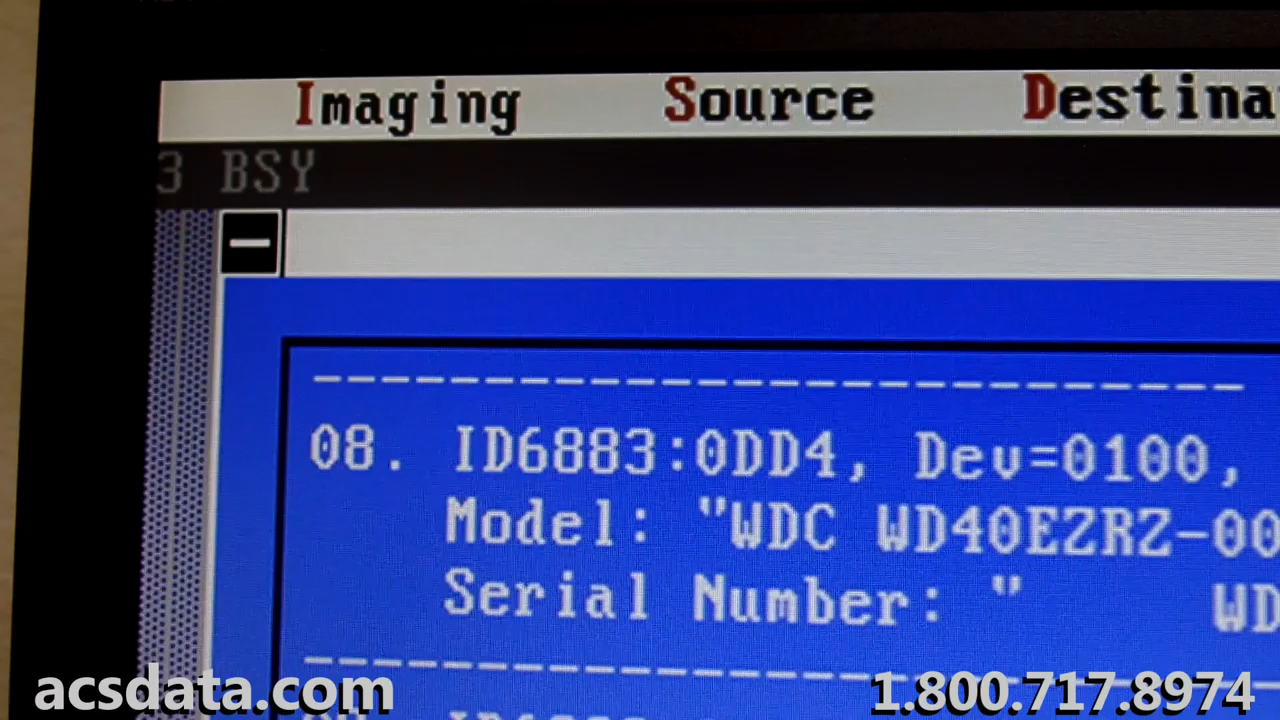 Imaging Source Destina
3 BSY
08. ID6883:0DD4, Dev=0100,
Model: "WDC WD40EZRZ-00
Serial Number: " WD
acsdata.com 1.800.717.8974